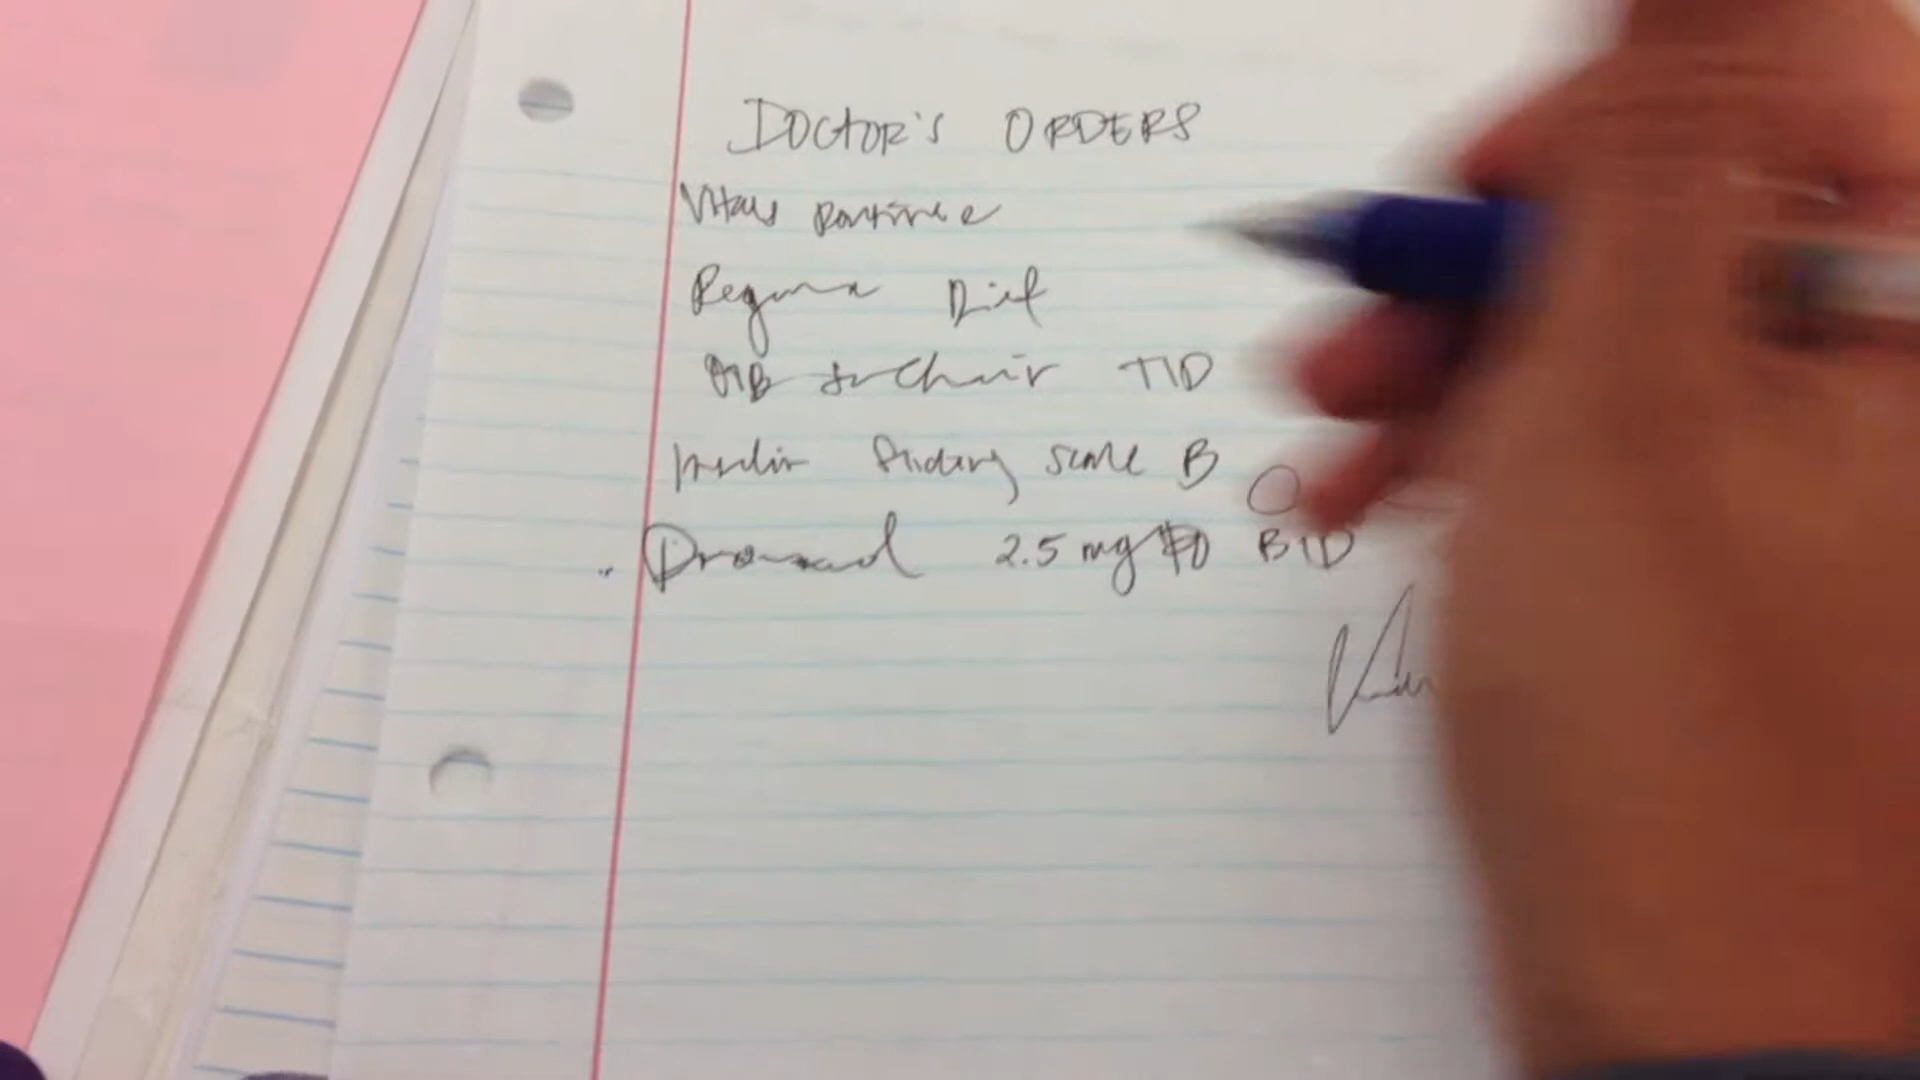 DOCTOR'S ORDERS
Vitals Routine
Regular Diet
OOB to Chair TID
Insulin Sliding scale B
2.5 mg PO BID